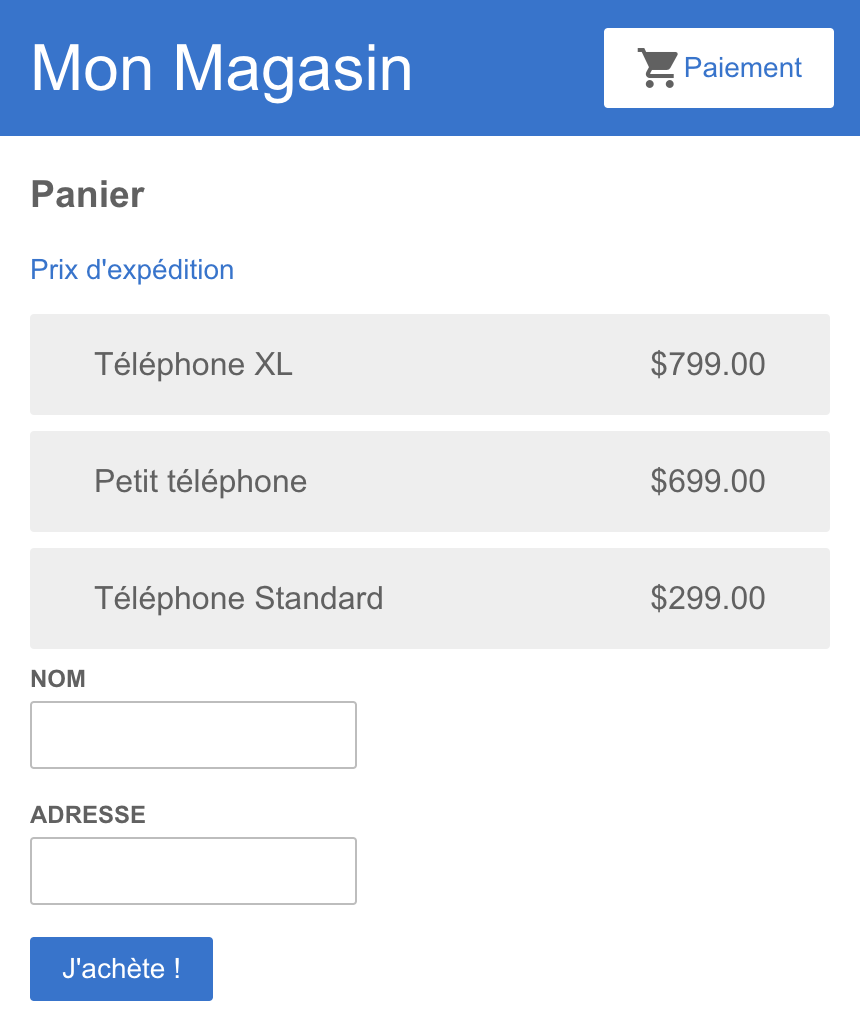 Mon Magasin
Paiement
Panier
Prix d'expédition
Téléphone XL $799.00
Petit téléphone $699.00
Téléphone Standard $299.00
NOM
ADRESSE
J'achète !